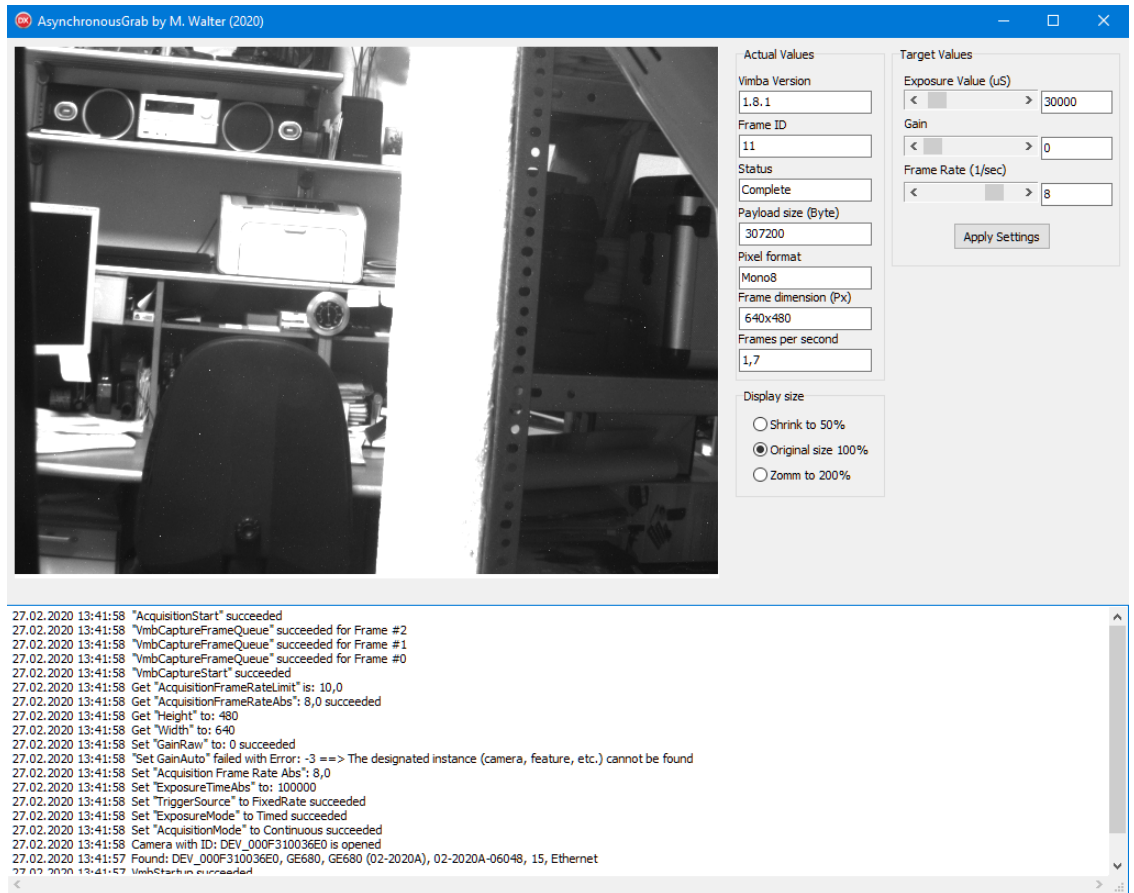 AsynchronousGrab by M. Walter (2020)
Actual Values
Vimba Version
1.8.1
Frame ID
11
Status
Complete
Payload size (Byte)
307200
Pixel format
Mono8
Frame dimension (Px)
640x480
Frames per second
1,7
Display size
Shrink to 50%
Original size 100%
Zomm to 200%
Target Values
Exposure Value (uS)
30000
Gain
0
Frame Rate (1/sec)
8
Apply Settings
27.02.2020 13:41:58 "AcquisitionStart" succeeded
27.02.2020 13:41:58 "VmbCaptureFrameQueue" succeeded for Frame #2
27.02.2020 13:41:58 "VmbCaptureFrameQueue" succeeded for Frame #1
27.02.2020 13:41:58 "VmbCaptureFrameQueue" succeeded for Frame #0
27.02.2020 13:41:58 "VmbCaptureStart" succeeded
27.02.2020 13:41:58 Get "AcquisitionFrameRateLimit" is: 10,0
27.02.2020 13:41:58 Get "AcquisitionFrameRateAbs": 8,0 succeeded
27.02.2020 13:41:58 Get "Height" to: 480
27.02.2020 13:41:58 Get "Width" to: 640
27.02.2020 13:41:58 Set "GainRaw" to: 0 succeeded
27.02.2020 13:41:58 "Set GainAuto" failed with Error: -3 ==> The designated instance (camera, feature, etc.) cannot be found
27.02.2020 13:41:58 Set "Acquisition Frame Rate Abs": 8,0
27.02.2020 13:41:58 Set "ExposureTimeAbs" to: 100000
27.02.2020 13:41:58 Set "TriggerSource" to FixedRate succeeded
27.02.2020 13:41:58 Set "ExposureMode" to Timed succeeded
27.02.2020 13:41:58 Set "AcquisitionMode" to Continuous succeeded
27.02.2020 13:41:58 Camera with ID: DEV_000F310036E0 is opened
27.02.2020 13:41:57 Found: DEV_000F310036E0, GE680, GE680 (02-2020A), 02-2020A-06048, 15, Ethernet
27.02.2020 13:41:57 VmbStartup succeeded